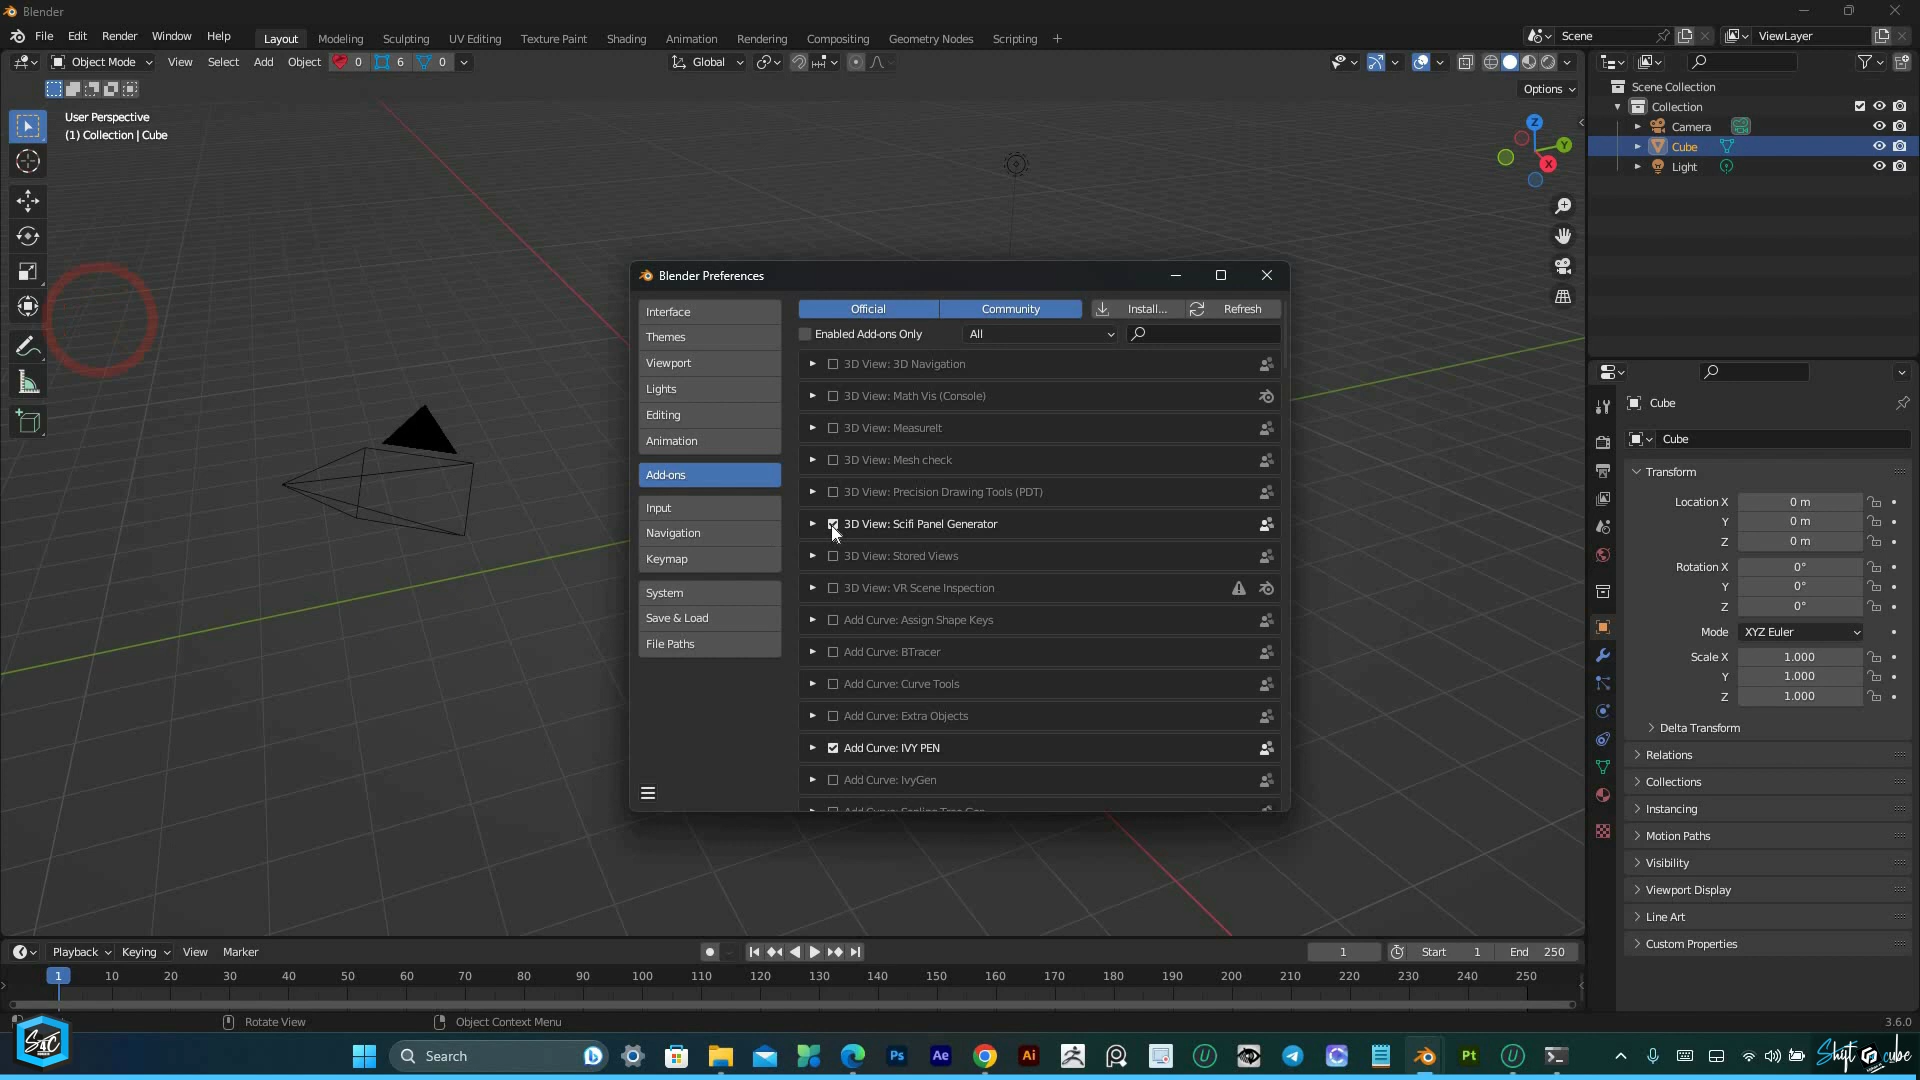 Blender
File Edit Render Window Help Layout Modeling Sculpting UV Editing Texture Paint Shading Animation Rendering Compositing Geometry Nodes Scripting + Scene ViewLayer
Object Mode View Select Add Object 0 6 0 Global
Options
User Perspective
(1) Collection | Cube
Z
Y
X
Scene Collection
Collection
Camera
Cube
Light
Blender Preferences
Interface
Themes
Viewport
Lights
Editing
Animation
Add-ons
Input
Navigation
Keymap
System
Save & Load
File Paths
Official Community Install... Refresh
Enabled Add-ons Only All
3D View: 3D Navigation
3D View: Math Vis (Console)
3D View: MeasureIt
3D View: Mesh check
3D View: Precision Drawing Tools (PDT)
3D View: Scifi Panel Generator
3D View: Stored Views
3D View: VR Scene Inspection
Add Curve: Assign Shape Keys
Add Curve: BTracer
Add Curve: Curve Tools
Add Curve: Extra Objects
Add Curve: IVY PEN
Add Curve: IvyGen
Cube
Cube
Transform
Location X 0 m
Y 0 m
Z 0 m
Rotation X 0°
Y 0°
Z 0°
Mode XYZ Euler
Scale X 1.000
Y 1.000
Z 1.000
Delta Transform
Relations
Collections
Instancing
Motion Paths
Visibility
Viewport Display
Line Art
Custom Properties
Playback Keying View Marker 1 Start 1 End 250
1 10 20 30 40 50 60 70 80 90 100 110 120 130 140 150 160 170 180 190 200 210 220 230 240 250
Rotate View Object Context Menu 3.6.0
S4C
Search Ps Ae Ai Pt
Shift 4 cube